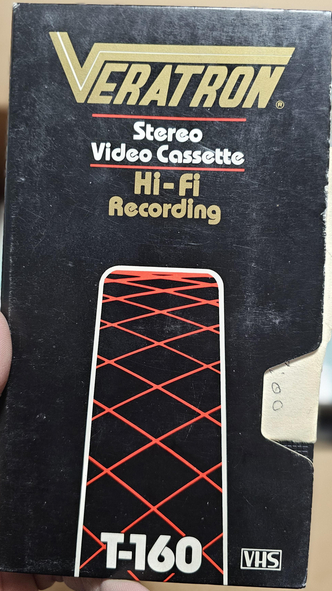 VERATRON®
Stereo
Video Cassette
Hi-Fi
Recording
T-160
VHS